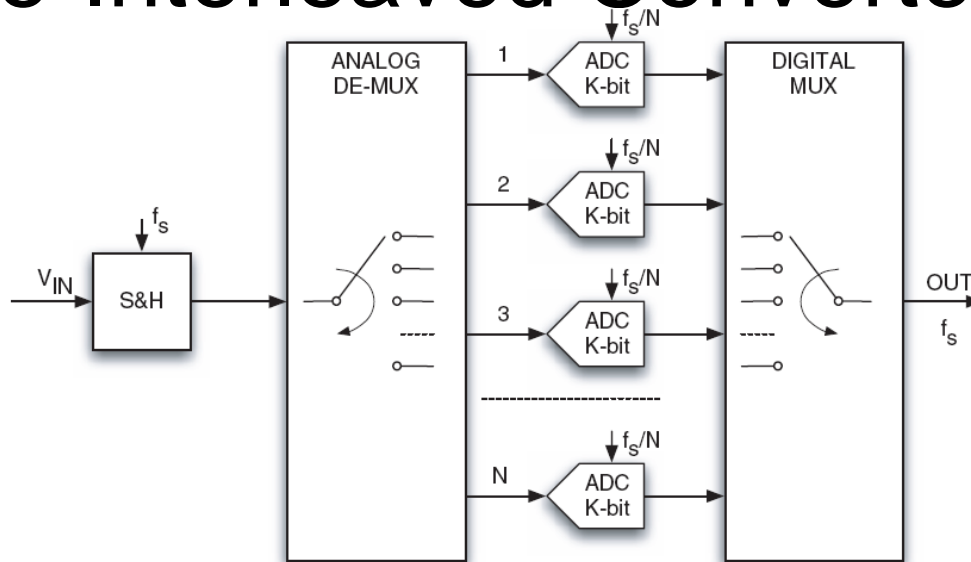 f_s/N
ANALOG
DE-MUX
1
ADC
K-bit
DIGITAL
MUX
f_s/N
2
ADC
K-bit
f_s
V_IN
S&H
f_s/N
3
ADC
K-bit
OUT
f_s
f_s/N
N
ADC
K-bit